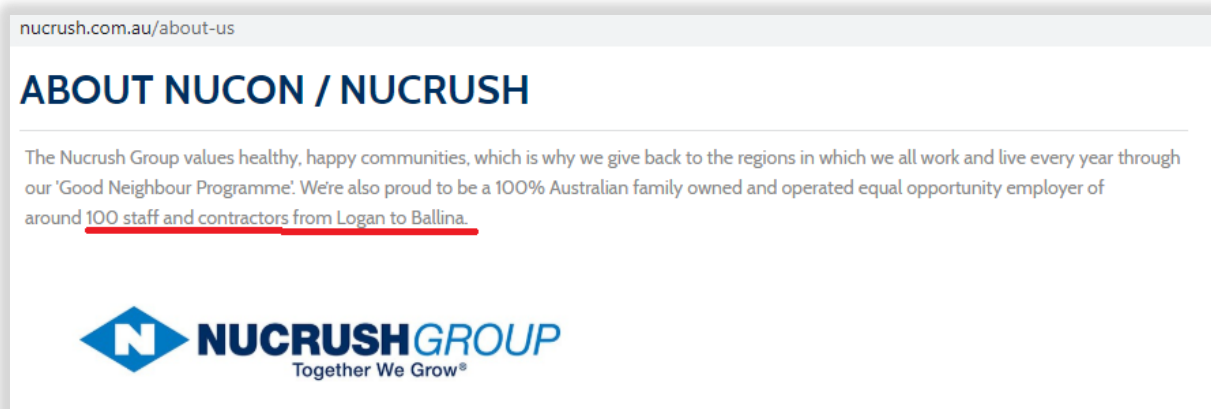 nucrush.com.au/about-us
ABOUT NUCON / NUCRUSH
The Nucrush Group values healthy, happy communities, which is why we give back to the regions in which we all work and live every year through
our 'Good Neighbour Programme'. We're also proud to be a 100% Australian family owned and operated equal opportunity employer of
around 100 staff and contractors from Logan to Ballina.
N NUCRUSHGROUP
Together We Grow®